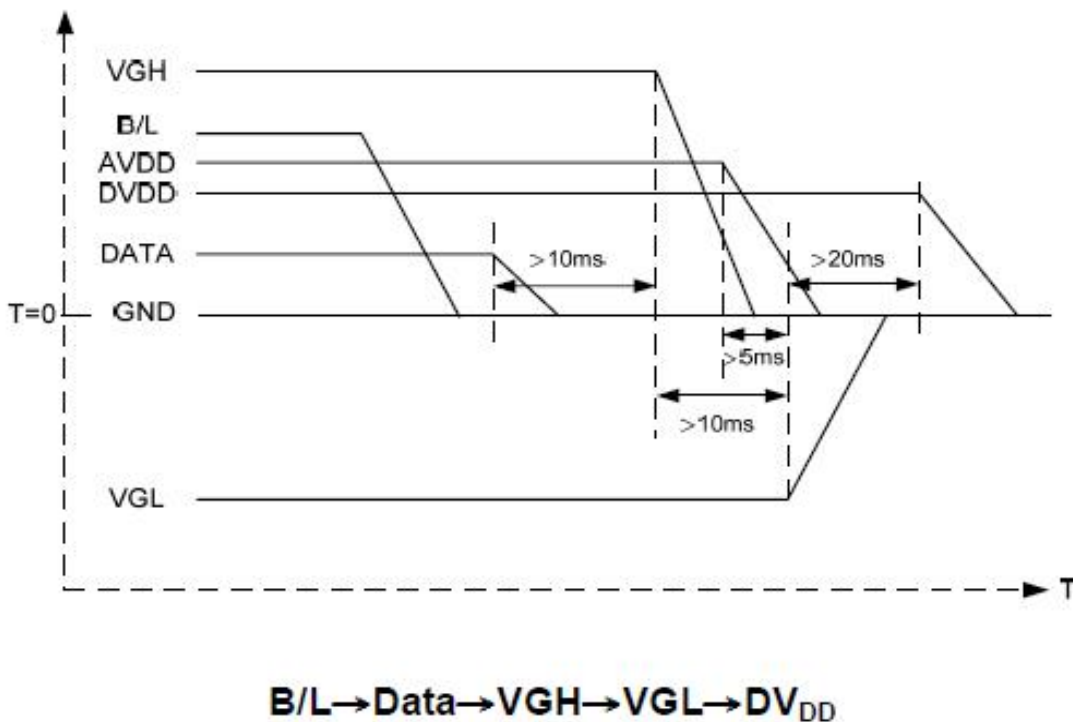 VGH
B/L
AVDD
DVDD
DATA
>10ms
>20ms
T=0
GND
>5ms
>10ms
VGL
T
B/L→Data→VGH→VGL→DVDD